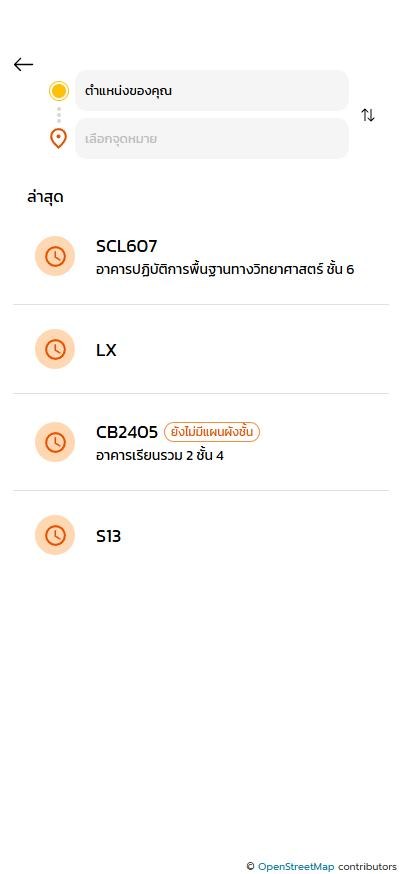 ตำแหน่งของคุณ
เลือกจุดหมาย
ล่าสุด
SCL607
อาคารปฏิบัติการพื้นฐานทางวิทยาศาสตร์ ชั้น 6
LX
CB2405 ยังไม่มีแผนผังชั้น
อาคารเรียนรวม 2 ชั้น 4
S13
© OpenStreetMap contributors